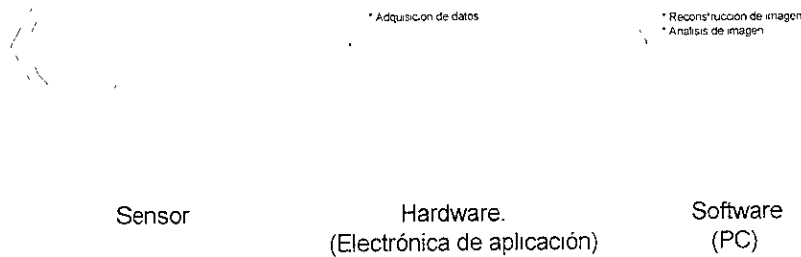 * Adquisicion de datos
* Reconstruccion de imagen
* Analisis de imagen
Sensor
Hardware.
(Electrónica de aplicación)
Software
(PC)